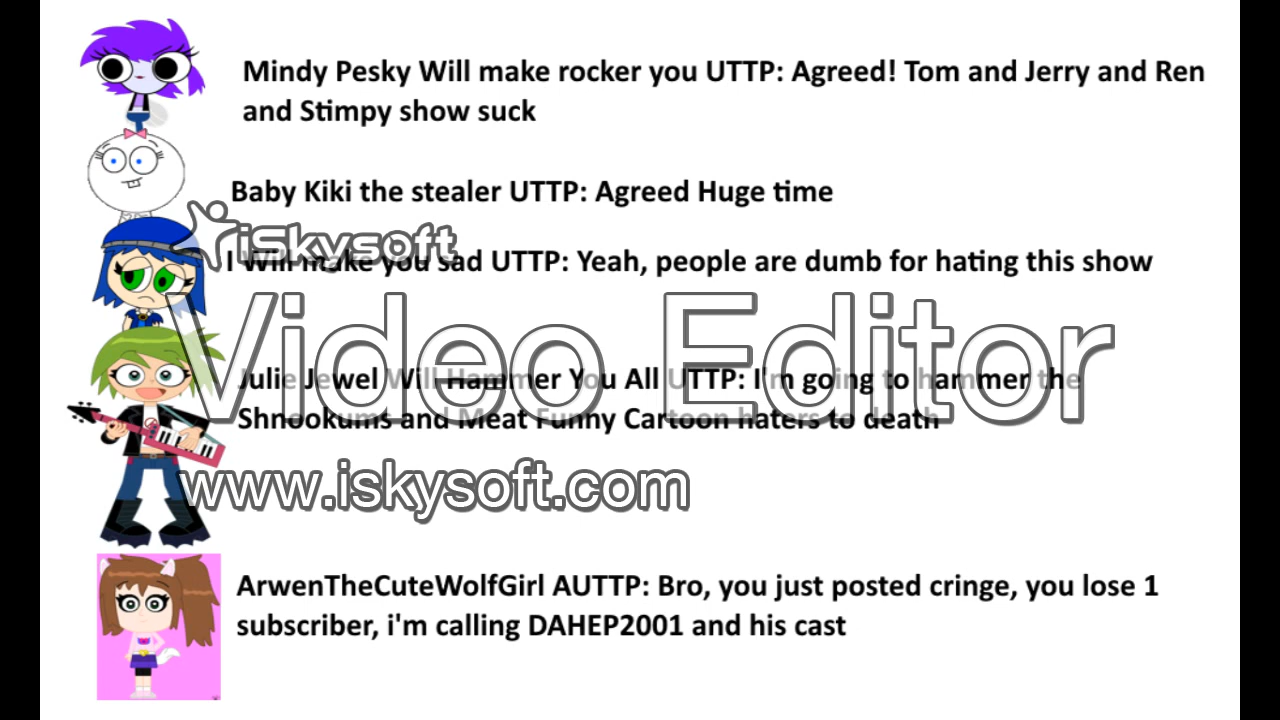 Mindy Pesky Will make rocker you UTTP: Agreed! Tom and Jerry and Ren
and Stimpy show suck
Baby Kiki the stealer UTTP: Agreed Huge time
iSkysoft
I Will make you sad UTTP: Yeah, people are dumb for hating this show
Video Editor
Julie Jewel Will Hammer You All UTTP: I'm going to hammer the
Shnookums and Meat Funny Cartoon haters to death
www.iskysoft.com
ArwenTheCuteWolfGirl AUTTP: Bro, you just posted cringe, you lose 1
subscriber, i'm calling DAHEP2001 and his cast